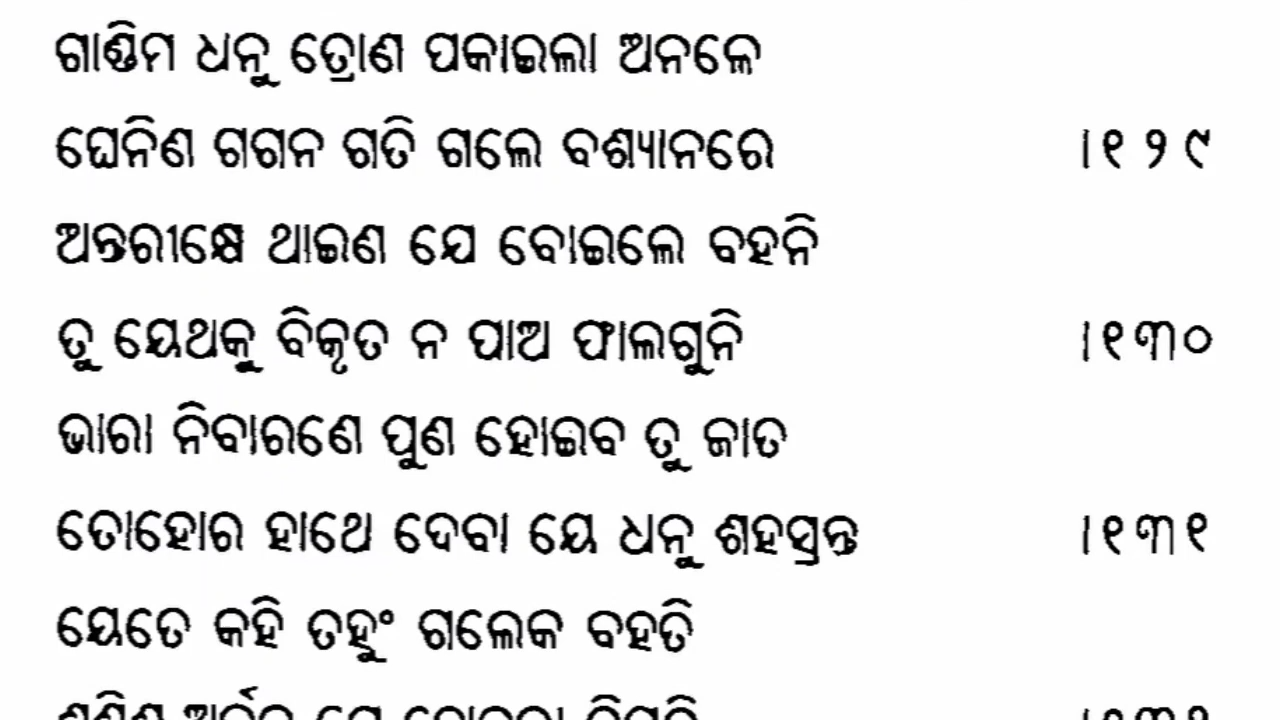 ଗାଣ୍ଡିମ ଧନୁ ତ୍ରୋଣ ପକାଇଲା ଅନଳେ
ଘେନିଣ ଗଗନ ଗତି ଗଲେ ବଶ୍ୟାନରେ ।୧୨୯
ଅନ୍ତରୀକ୍ଷେ ଥାଇଣ ଯେ ବୋଇଲେ ବହନି
ତୁ ୟେଥକୁ ବିକୃତ ନ ପାଅ ଫାଲଗୁନି ।୧୩୦
ଭାରା ନିବାରଣେ ପୁଣ ହୋଇବ ତୁ ଜାତ
ତୋହୋର ହାଥେ ଦେବା ୟେ ଧନୁ ଶହସ୍ରନ୍ତ ।୧୩୧
ୟେତେ କହି ତହୁଂ ଗଲେକ ବହତି